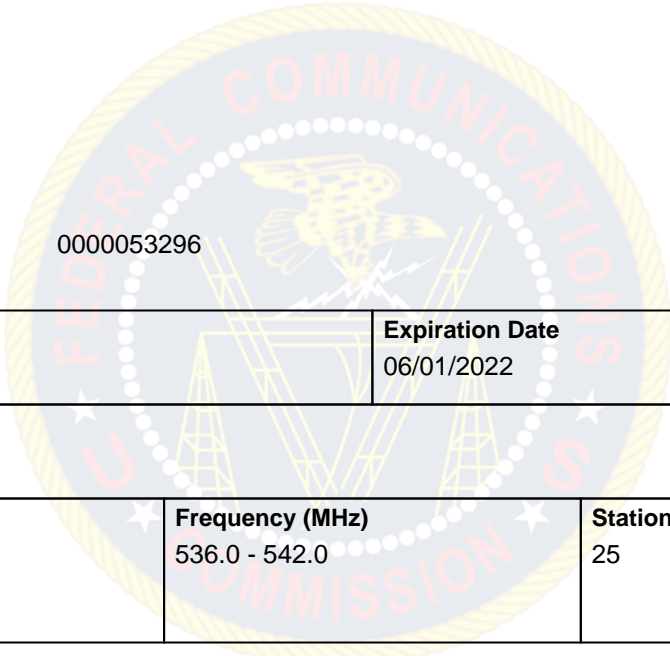 FEDERAL COMMUNICATIONS COMMISSION
U S
0000053296
Expiration Date
06/01/2022
Frequency (MHz)
Station
536.0 - 542.0
25